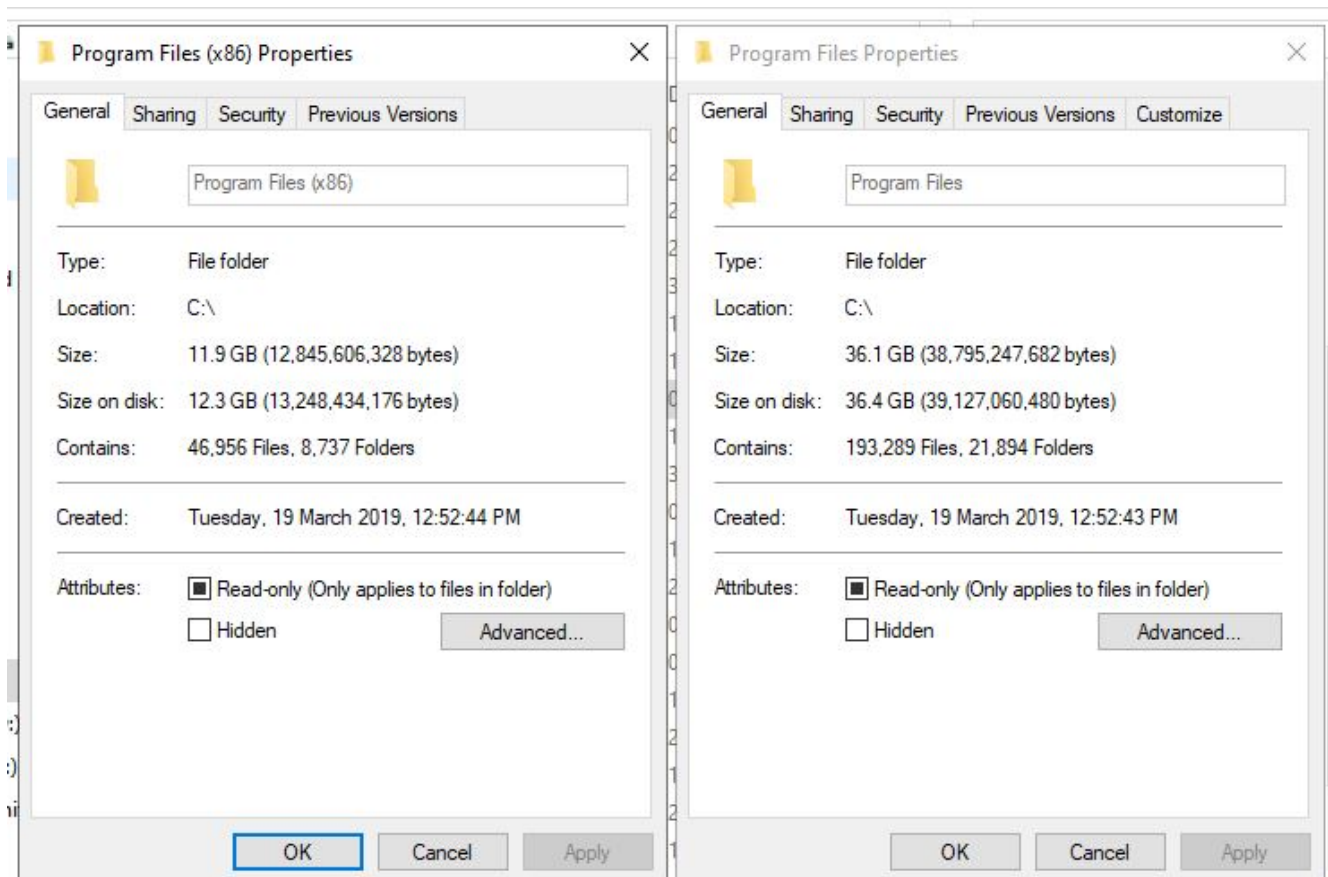 Program Files (x86) Properties
General Sharing Security Previous Versions
Program Files (x86)
Type: File folder
Location: C:\
Size: 11.9 GB (12,845,606,328 bytes)
Size on disk: 12.3 GB (13,248,434,176 bytes)
Contains: 46,956 Files, 8,737 Folders
Created: Tuesday, 19 March 2019, 12:52:44 PM
Attributes: Read-only (Only applies to files in folder)
Hidden Advanced...
OK Cancel Apply
Program Files Properties
General Sharing Security Previous Versions Customize
Program Files
Type: File folder
Location: C:\
Size: 36.1 GB (38,795,247,682 bytes)
Size on disk: 36.4 GB (39,127,060,480 bytes)
Contains: 193,289 Files, 21,894 Folders
Created: Tuesday, 19 March 2019, 12:52:43 PM
Attributes: Read-only (Only applies to files in folder)
Hidden Advanced...
OK Cancel Apply